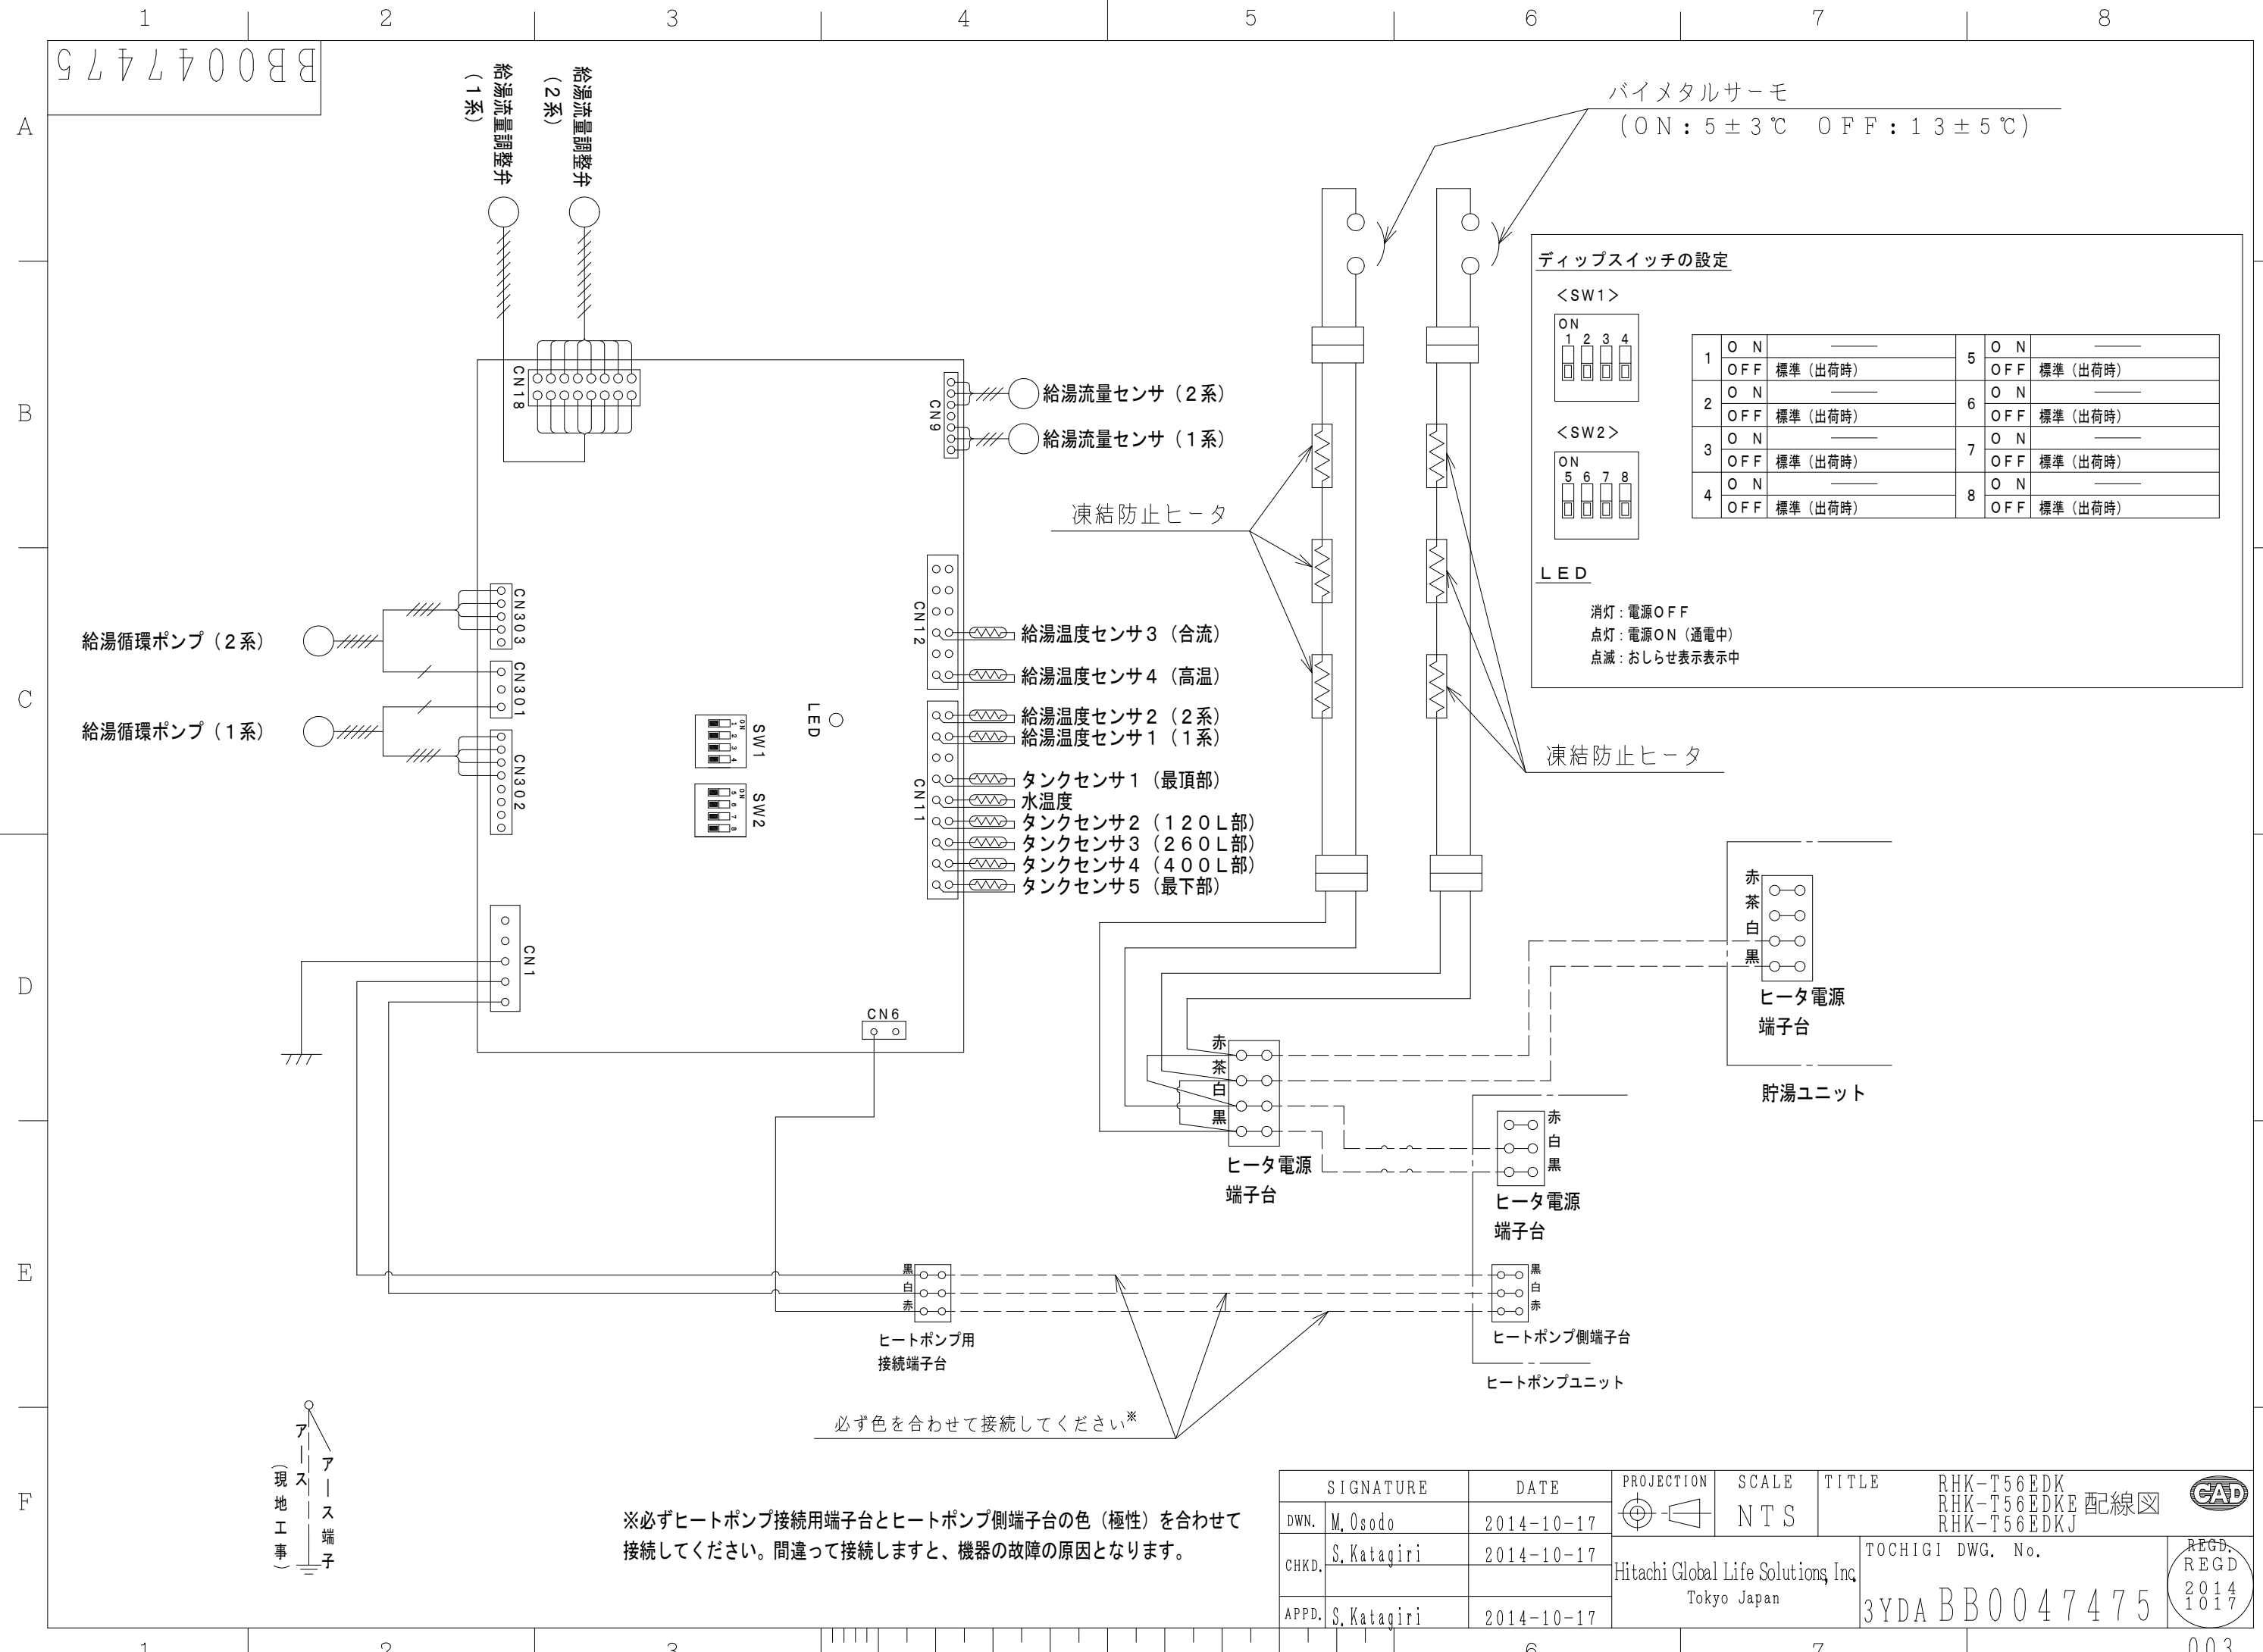 1 2 3 4 5 6 7 8
BB0047475
A
B
C
D
E
F
給湯流量調整弁
(1系)
給湯流量調整弁
(2系)
バイメタルサーモ
(ON:5±3℃ OFF:13±5℃)
CN18
CN9
給湯流量センサ(2系)
給湯流量センサ(1系)
凍結防止ヒータ
ディップスイッチの設定
<SW1>
ON
1 2 3 4
<SW2>
ON
5 6 7 8
1 ON ―― 5 ON ――
OFF 標準(出荷時) OFF 標準(出荷時)
2 ON ―― 6 ON ――
OFF 標準(出荷時) OFF 標準(出荷時)
3 ON ―― 7 ON ――
OFF 標準(出荷時) OFF 標準(出荷時)
4 ON ―― 8 ON ――
OFF 標準(出荷時) OFF 標準(出荷時)
LED
消灯:電源OFF
点灯:電源ON(通電中)
点滅:おしらせ表示表示中
CN303
給湯循環ポンプ(2系)
CN301
給湯循環ポンプ(1系)
CN302
CN12
給湯温度センサ3(合流)
給湯温度センサ4(高温)
CN11
給湯温度センサ2(2系)
給湯温度センサ1(1系)
タンクセンサ1(最頂部)
水温度
タンクセンサ2(120L部)
タンクセンサ3(260L部)
タンクセンサ4(400L部)
タンクセンサ5(最下部)
LED
SW1
ON
1
2
3
4
SW2
ON
5
6
7
8
凍結防止ヒータ
CN1
CN6
赤
茶
白
黒
ヒータ電源
端子台
貯湯ユニット
赤
茶
白
黒
ヒータ電源
端子台
赤
白
黒
ヒータ電源
端子台
黒
白
赤
ヒートポンプ用
接続端子台
黒
白
赤
ヒートポンプ側端子台
ヒートポンプユニット
必ず色を合わせて接続してください※
アース
(現地工事)
アース端子
※必ずヒートポンプ接続用端子台とヒートポンプ側端子台の色(極性)を合わせて
接続してください。間違って接続しますと、機器の故障の原因となります。
SIGNATURE DATE
DWN. M.Osodo 2014-10-17
CHKD. S.Katagiri 2014-10-17
APPD. S.Katagiri 2014-10-17
PROJECTION
SCALE
NTS
TITLE
RHK-T56EDK
RHK-T56EDKE 配線図
RHK-T56EDKJ
CAD
Hitachi Global Life Solutions, Inc.
Tokyo Japan
TOCHIGI DWG. No.
3YDA BB0047475
REGD.
REGD
2014
1017
1 2 3 6 7
003